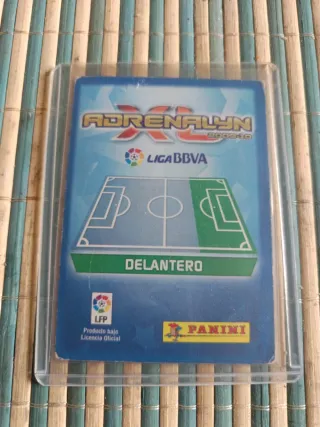 ADRENALYN
XL
LIGA BBVA
DELANTERO
LFP
Producto bajo
Licencia Oficial
PANINI